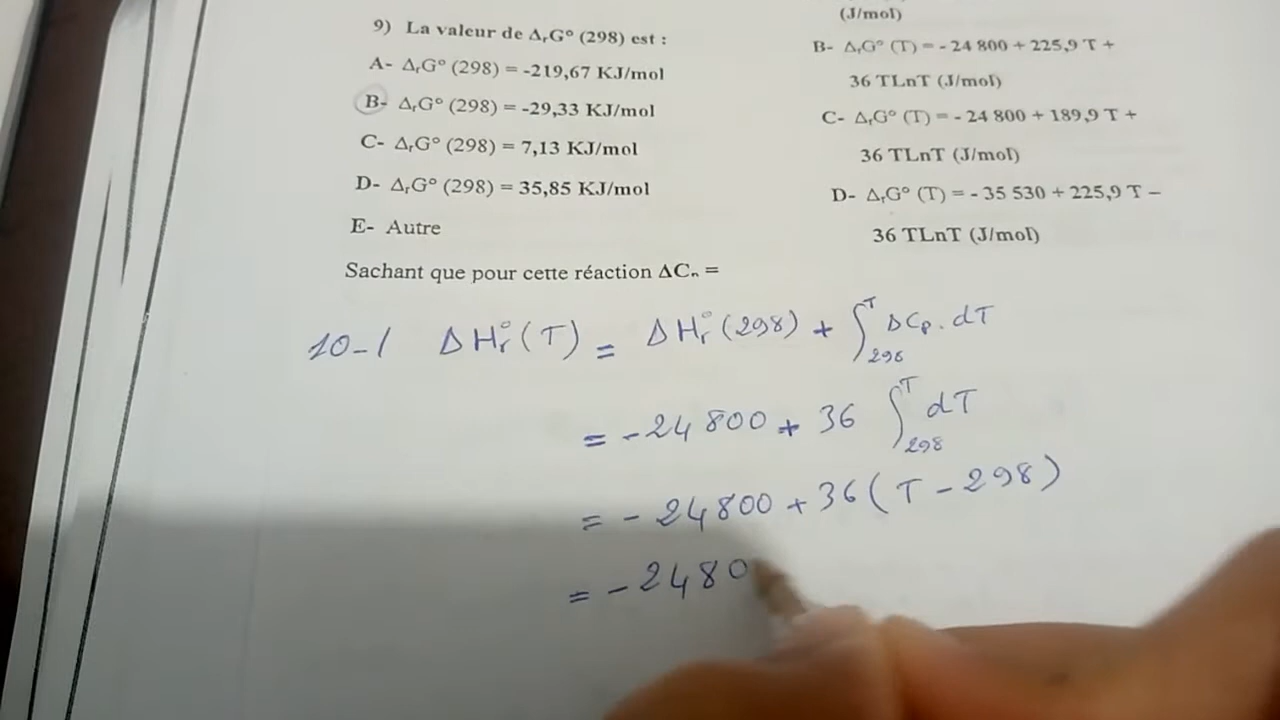 9) La valeur de ΔᵣG° (298) est :
A- ΔᵣG° (298) = -219,67 KJ/mol
B- ΔᵣG° (298) = -29,33 KJ/mol
C- ΔᵣG° (298) = 7,13 KJ/mol
D- ΔᵣG° (298) = 35,85 KJ/mol
E- Autre
Sachant que pour cette réaction ΔCₚ =
(J/mol)
B- ΔᵣG° (T) = - 24 800 + 225,9 T +
36 TLnT (J/mol)
C- ΔᵣG° (T) = - 24 800 + 189,9 T +
36 TLnT (J/mol)
D- ΔᵣG° (T) = - 35 530 + 225,9 T –
36 TLnT (J/mol)
10-/ ΔHᵣ°(T) = ΔHᵣ°(298) + ∫₂₉₈ᵀ ΔCₚ. dT
= -24 800 + 36 ∫₂₉₈ᵀ dT
= - 24800 + 36(T - 298)
= - 2480